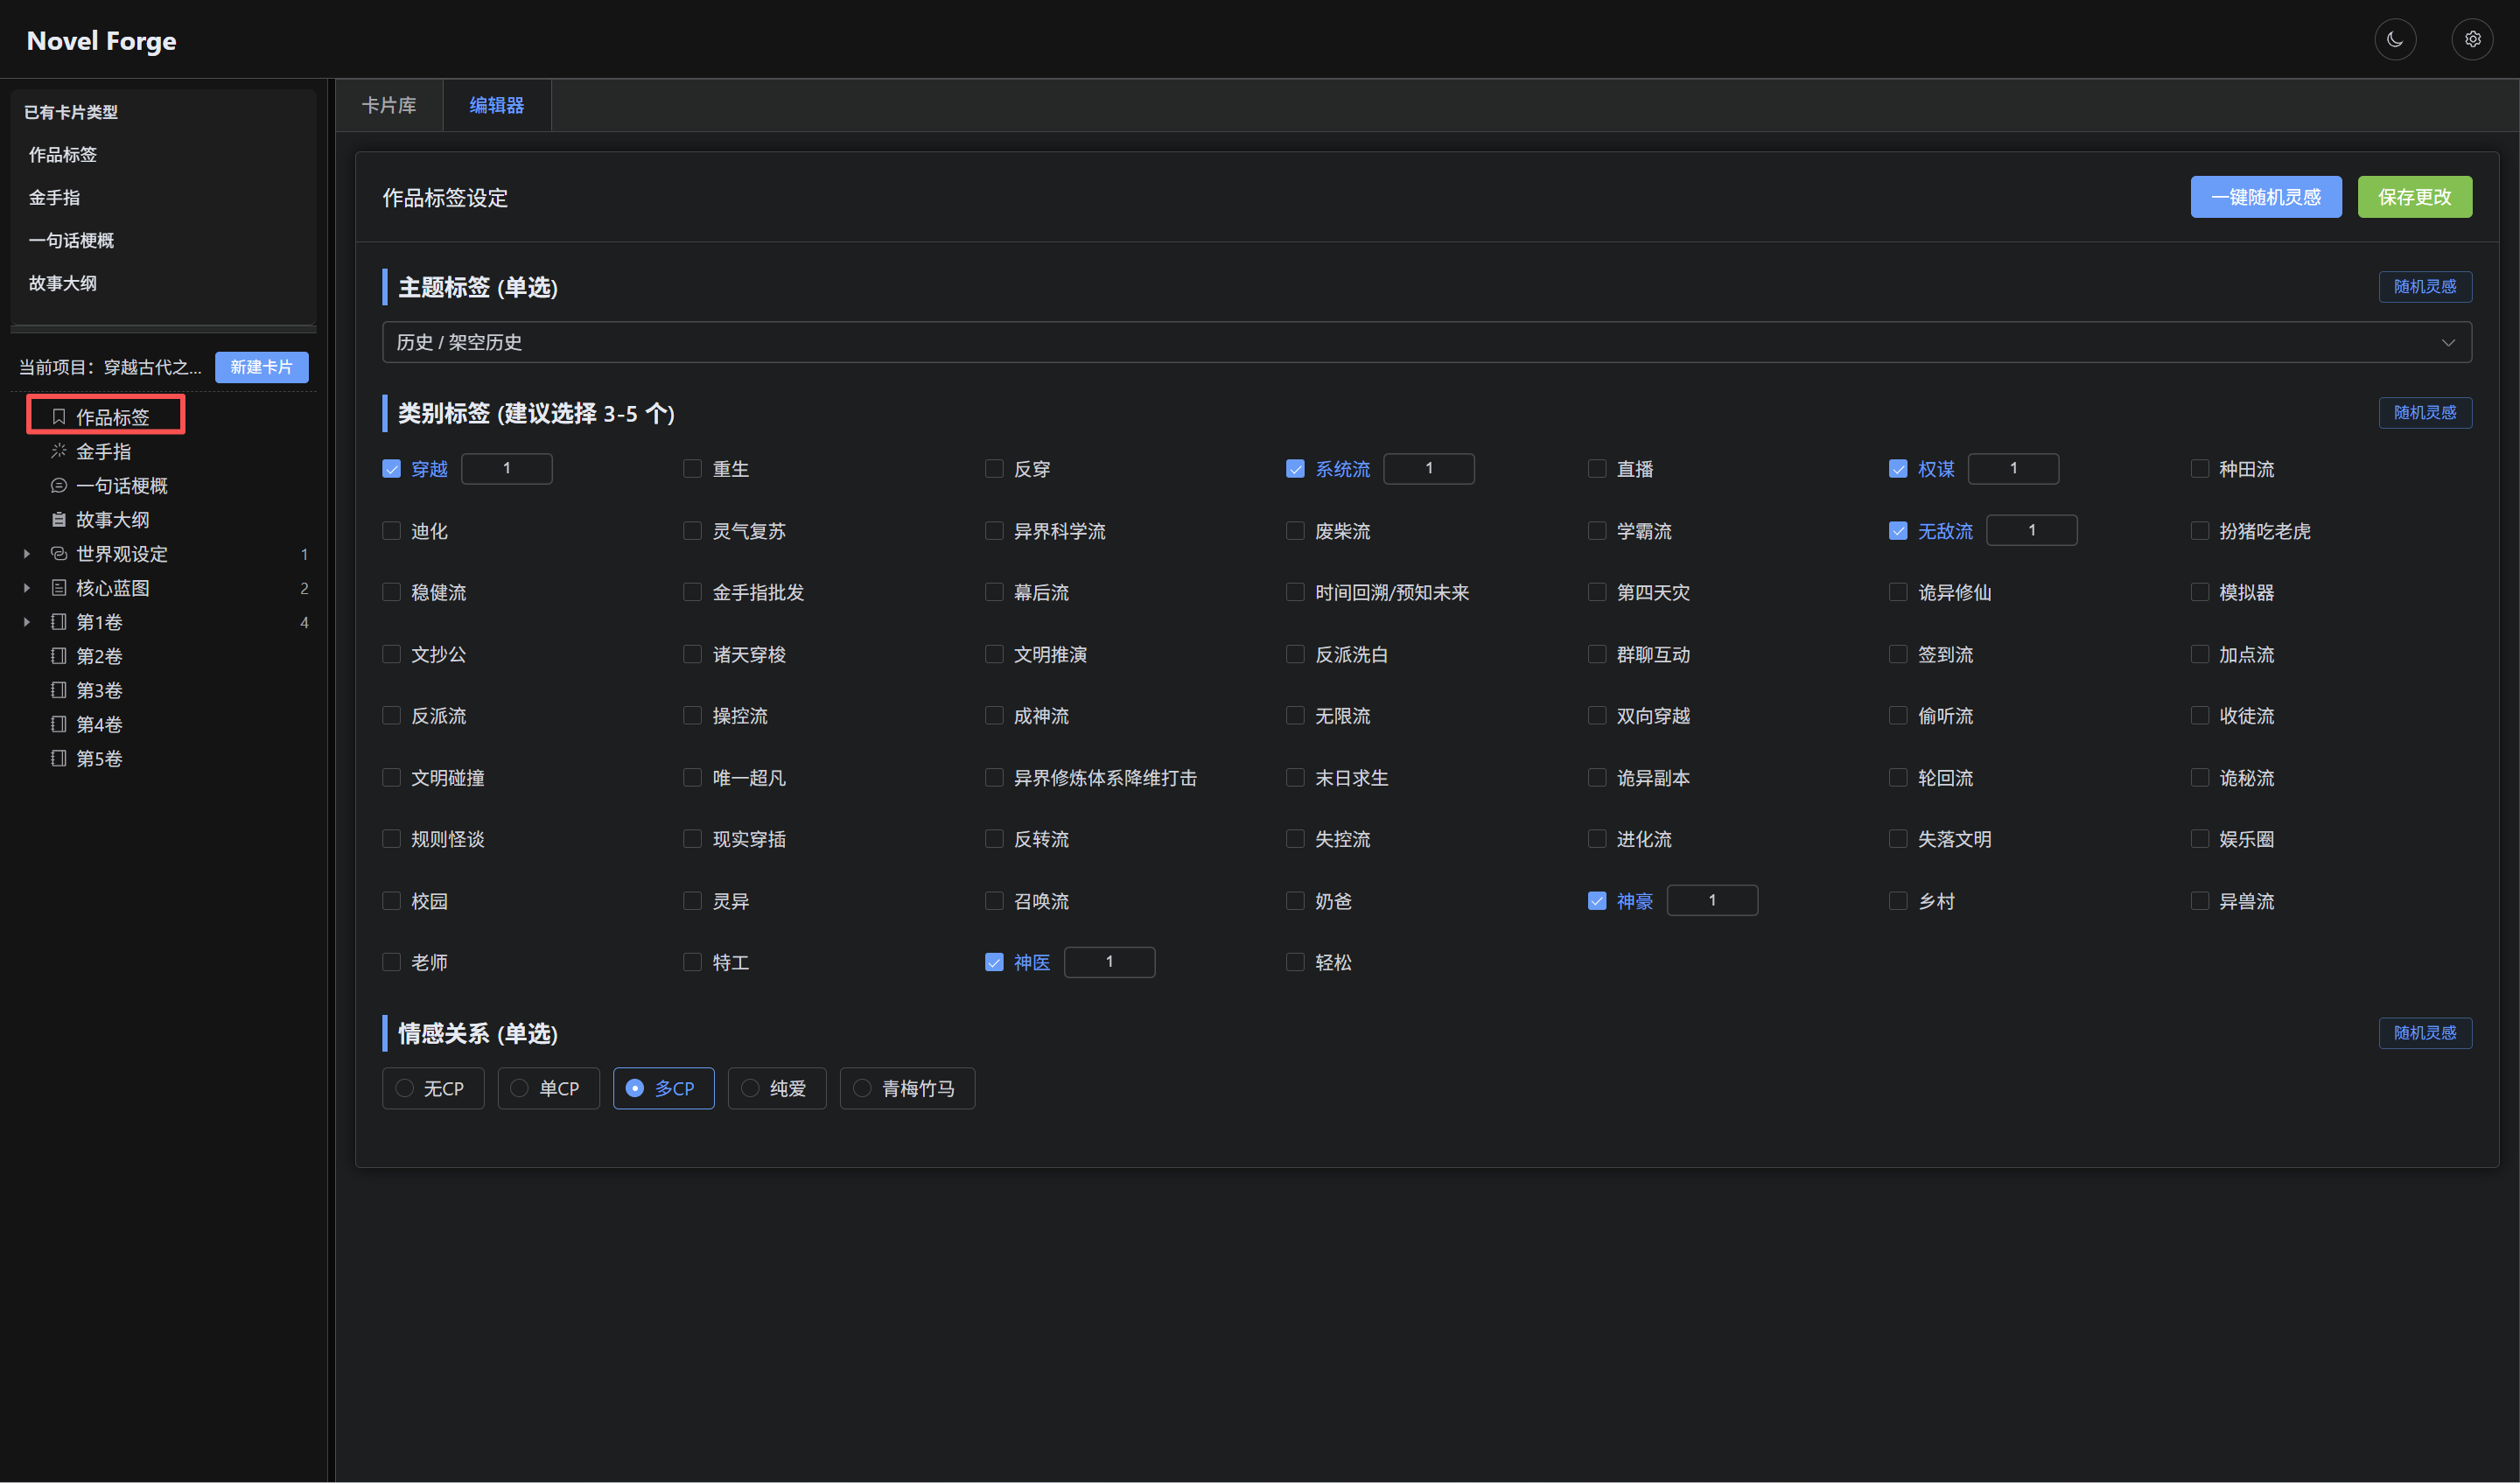 Novel Forge
已有卡片类型
作品标签
金手指
一句话梗概
故事大纲
当前项目：穿越古代之... 新建卡片
作品标签
金手指
一句话梗概
故事大纲
世界观设定 1
核心蓝图 2
第1卷 4
第2卷
第3卷
第4卷
第5卷
卡片库 编辑器
作品标签设定 一键随机灵感 保存更改
主题标签 (单选) 随机灵感
历史 / 架空历史
类别标签 (建议选择 3-5 个) 随机灵感
穿越 1 重生 反穿 系统流 1 直播 权谋 1 种田流
迪化 灵气复苏 异界科学流 废柴流 学霸流 无敌流 1 扮猪吃老虎
稳健流 金手指批发 幕后流 时间回溯/预知未来 第四天灾 诡异修仙 模拟器
文抄公 诸天穿梭 文明推演 反派洗白 群聊互动 签到流 加点流
反派流 操控流 成神流 无限流 双向穿越 偷听流 收徒流
文明碰撞 唯一超凡 异界修炼体系降维打击 末日求生 诡异副本 轮回流 诡秘流
规则怪谈 现实穿插 反转流 失控流 进化流 失落文明 娱乐圈
校园 灵异 召唤流 奶爸 神豪 1 乡村 异兽流
老师 特工 神医 1 轻松
情感关系 (单选) 随机灵感
无CP 单CP 多CP 纯爱 青梅竹马